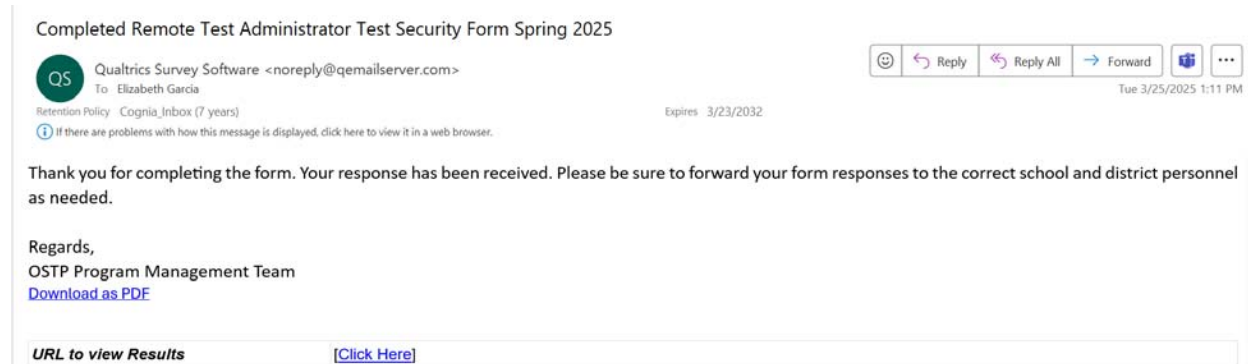 Completed Remote Test Administrator Test Security Form Spring 2025
QS
Qualtrics Survey Software <noreply@qemailserver.com>
To Elizabeth Garcia
Reply
Reply All
Forward
Tue 3/25/2025 1:11 PM
Retention Policy Cognia_Inbox (7 years)
Expires 3/23/2032
If there are problems with how this message is displayed, click here to view it in a web browser.
Thank you for completing the form. Your response has been received. Please be sure to forward your form responses to the correct school and district personnel
as needed.
Regards,
OSTP Program Management Team
Download as PDF
URL to view Results [Click Here]